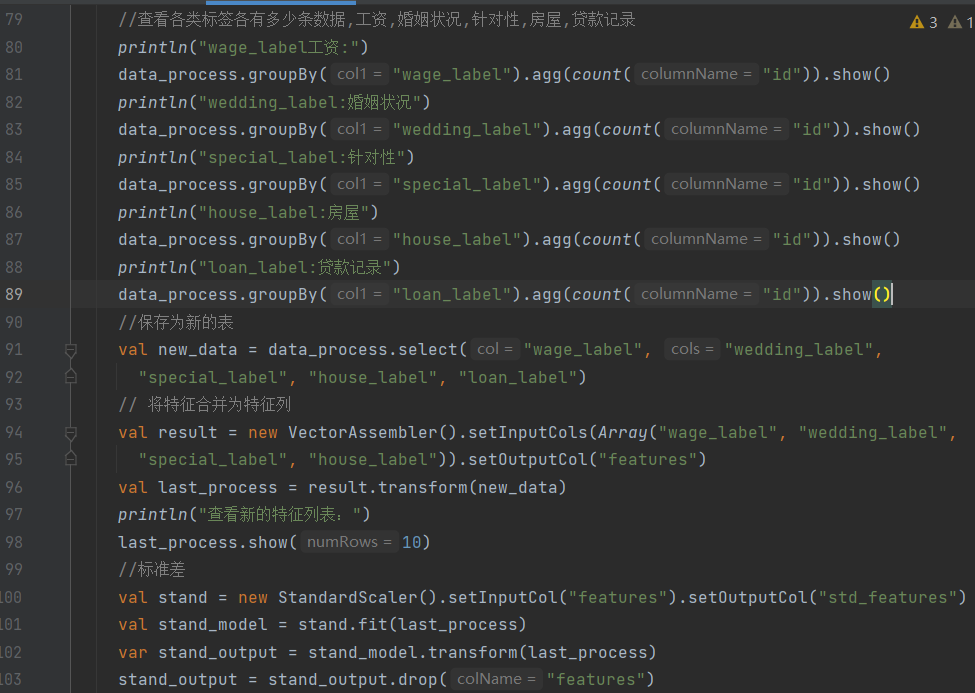 79 //查看各类标签各有多少条数据,工资,婚姻状况,针对性,房屋,贷款记录 3 1
80 println("wage_label工资:")
81 data_process.groupBy( col1 = "wage_label").agg(count( columnName = "id")).show()
82 println("wedding_label:婚姻状况")
83 data_process.groupBy( col1 = "wedding_label").agg(count( columnName = "id")).show()
84 println("special_label:针对性")
85 data_process.groupBy( col1 = "special_label").agg(count( columnName = "id")).show()
86 println("house_label:房屋")
87 data_process.groupBy( col1 = "house_label").agg(count( columnName = "id")).show()
88 println("loan_label:贷款记录")
89 data_process.groupBy( col1 = "loan_label").agg(count( columnName = "id")).show()
90 //保存为新的表
91 val new_data = data_process.select( col = "wage_label", cols = "wedding_label",
92 "special_label", "house_label", "loan_label")
93 // 将特征合并为特征列
94 val result = new VectorAssembler().setInputCols(Array("wage_label", "wedding_label",
95 "special_label", "house_label")).setOutputCol("features")
96 val last_process = result.transform(new_data)
97 println("查看新的特征列表：")
98 last_process.show( numRows = 10)
99 //标准差
100 val stand = new StandardScaler().setInputCol("features").setOutputCol("std_features")
101 val stand_model = stand.fit(last_process)
102 var stand_output = stand_model.transform(last_process)
103 stand_output = stand_output.drop( colName = "features")